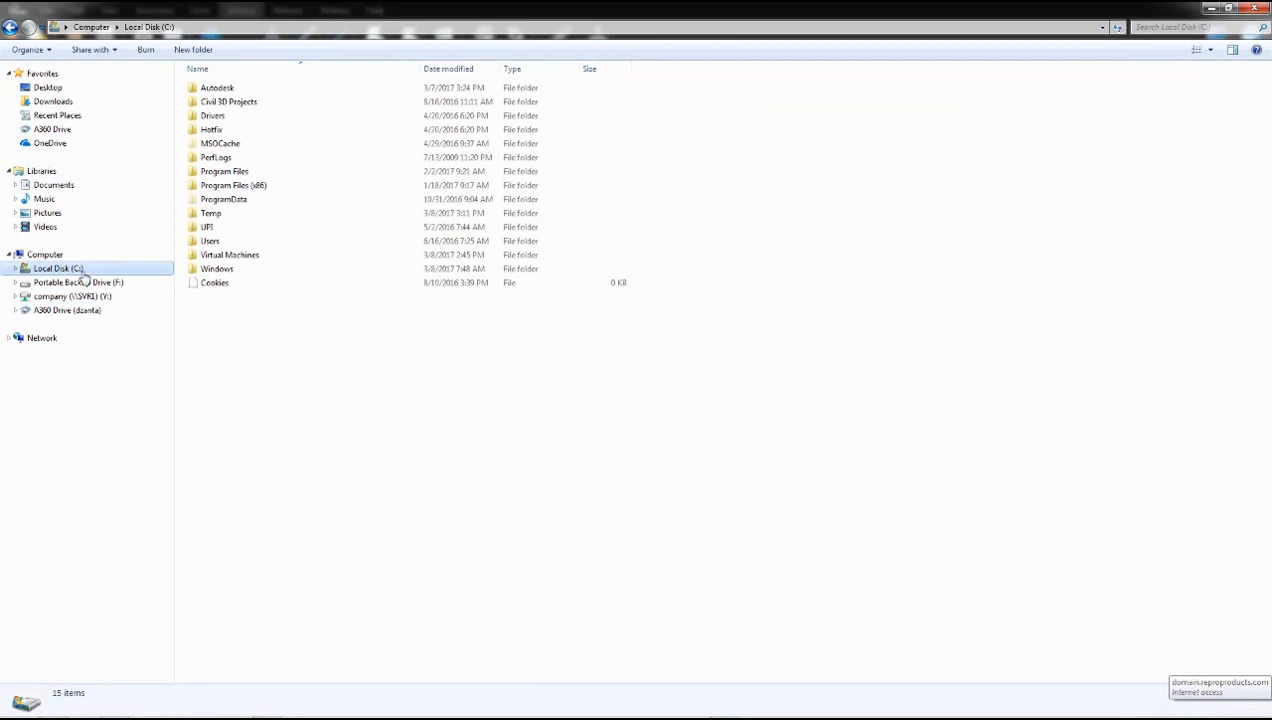 Computer Local Disk (C:) Search Local Disk (C:)
Organize Share with Burn New folder
Name Date modified Type Size
Favorites
Desktop
Downloads
Recent Places
A360 Drive
OneDrive
Libraries
Documents
Music
Pictures
Videos
Computer
Local Disk (C:)
Portable Back Drive (F:)
company (\\SVR1) (Y:)
A360 Drive (dzanta)
Network
Autodesk 3/7/2017 3:24 PM File folder
Civil 3D Projects 8/16/2016 11:11 AM File folder
Drivers 4/20/2016 6:20 PM File folder
Hotfix 4/20/2016 6:20 PM File folder
MSOCache 4/29/2016 9:37 AM File folder
PerfLogs 7/13/2009 11:20 PM File folder
Program Files 2/2/2017 9:21 AM File folder
Program Files (x86) 1/18/2017 9:17 AM File folder
ProgramData 10/31/2016 9:04 AM File folder
Temp 3/8/2017 3:11 PM File folder
UPI 5/2/2016 7:44 AM File folder
Users 6/16/2016 7:25 AM File folder
Virtual Machines 3/8/2017 2:45 PM File folder
Windows 3/8/2017 7:48 AM File folder
Cookies 8/10/2016 3:39 PM File 0 KB
15 items
domain.reproproducts.com
Internet access